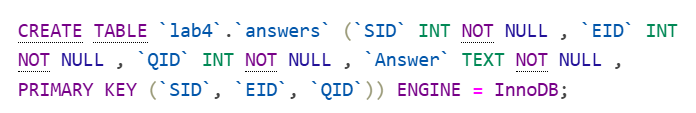 CREATE TABLE `lab4`.`answers` (`SID` INT NOT NULL , `EID` INT
NOT NULL , `QID` INT NOT NULL , `Answer` TEXT NOT NULL ,
PRIMARY KEY (`SID`, `EID`, `QID`)) ENGINE = InnoDB;